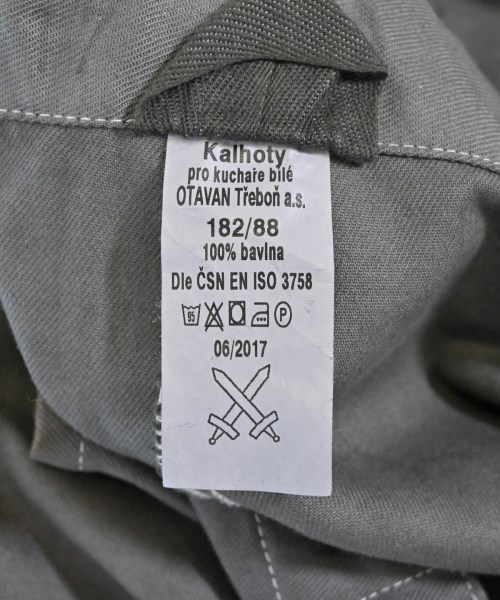 Kalhoty
pro kuchaře bílé
OTAVAN Třeboň a.s.
182/88
100% bavlna
Dle ČSN EN ISO 3758
95 P
06/2017